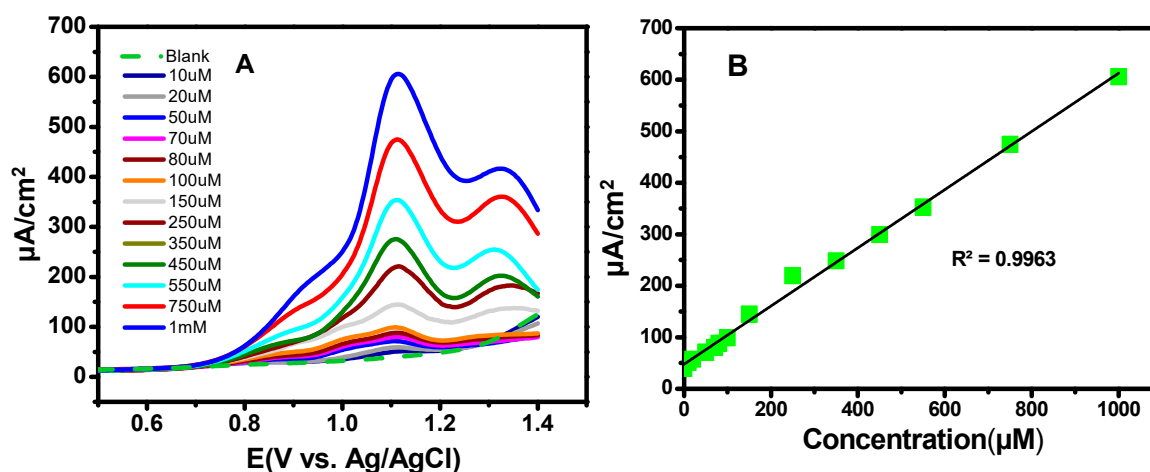 700
600
500
400
300
200
100
0
µA/cm²
A
Blank
10uM
20uM
50uM
70uM
80uM
100uM
150uM
250uM
350uM
450uM
550uM
750uM
1mM
0.6 0.8 1.0 1.2 1.4
E(V vs. Ag/AgCl)
700
600
500
400
300
200
100
0
µA/cm²
B
R² = 0.9963
0 200 400 600 800 1000
Concentration(µM)